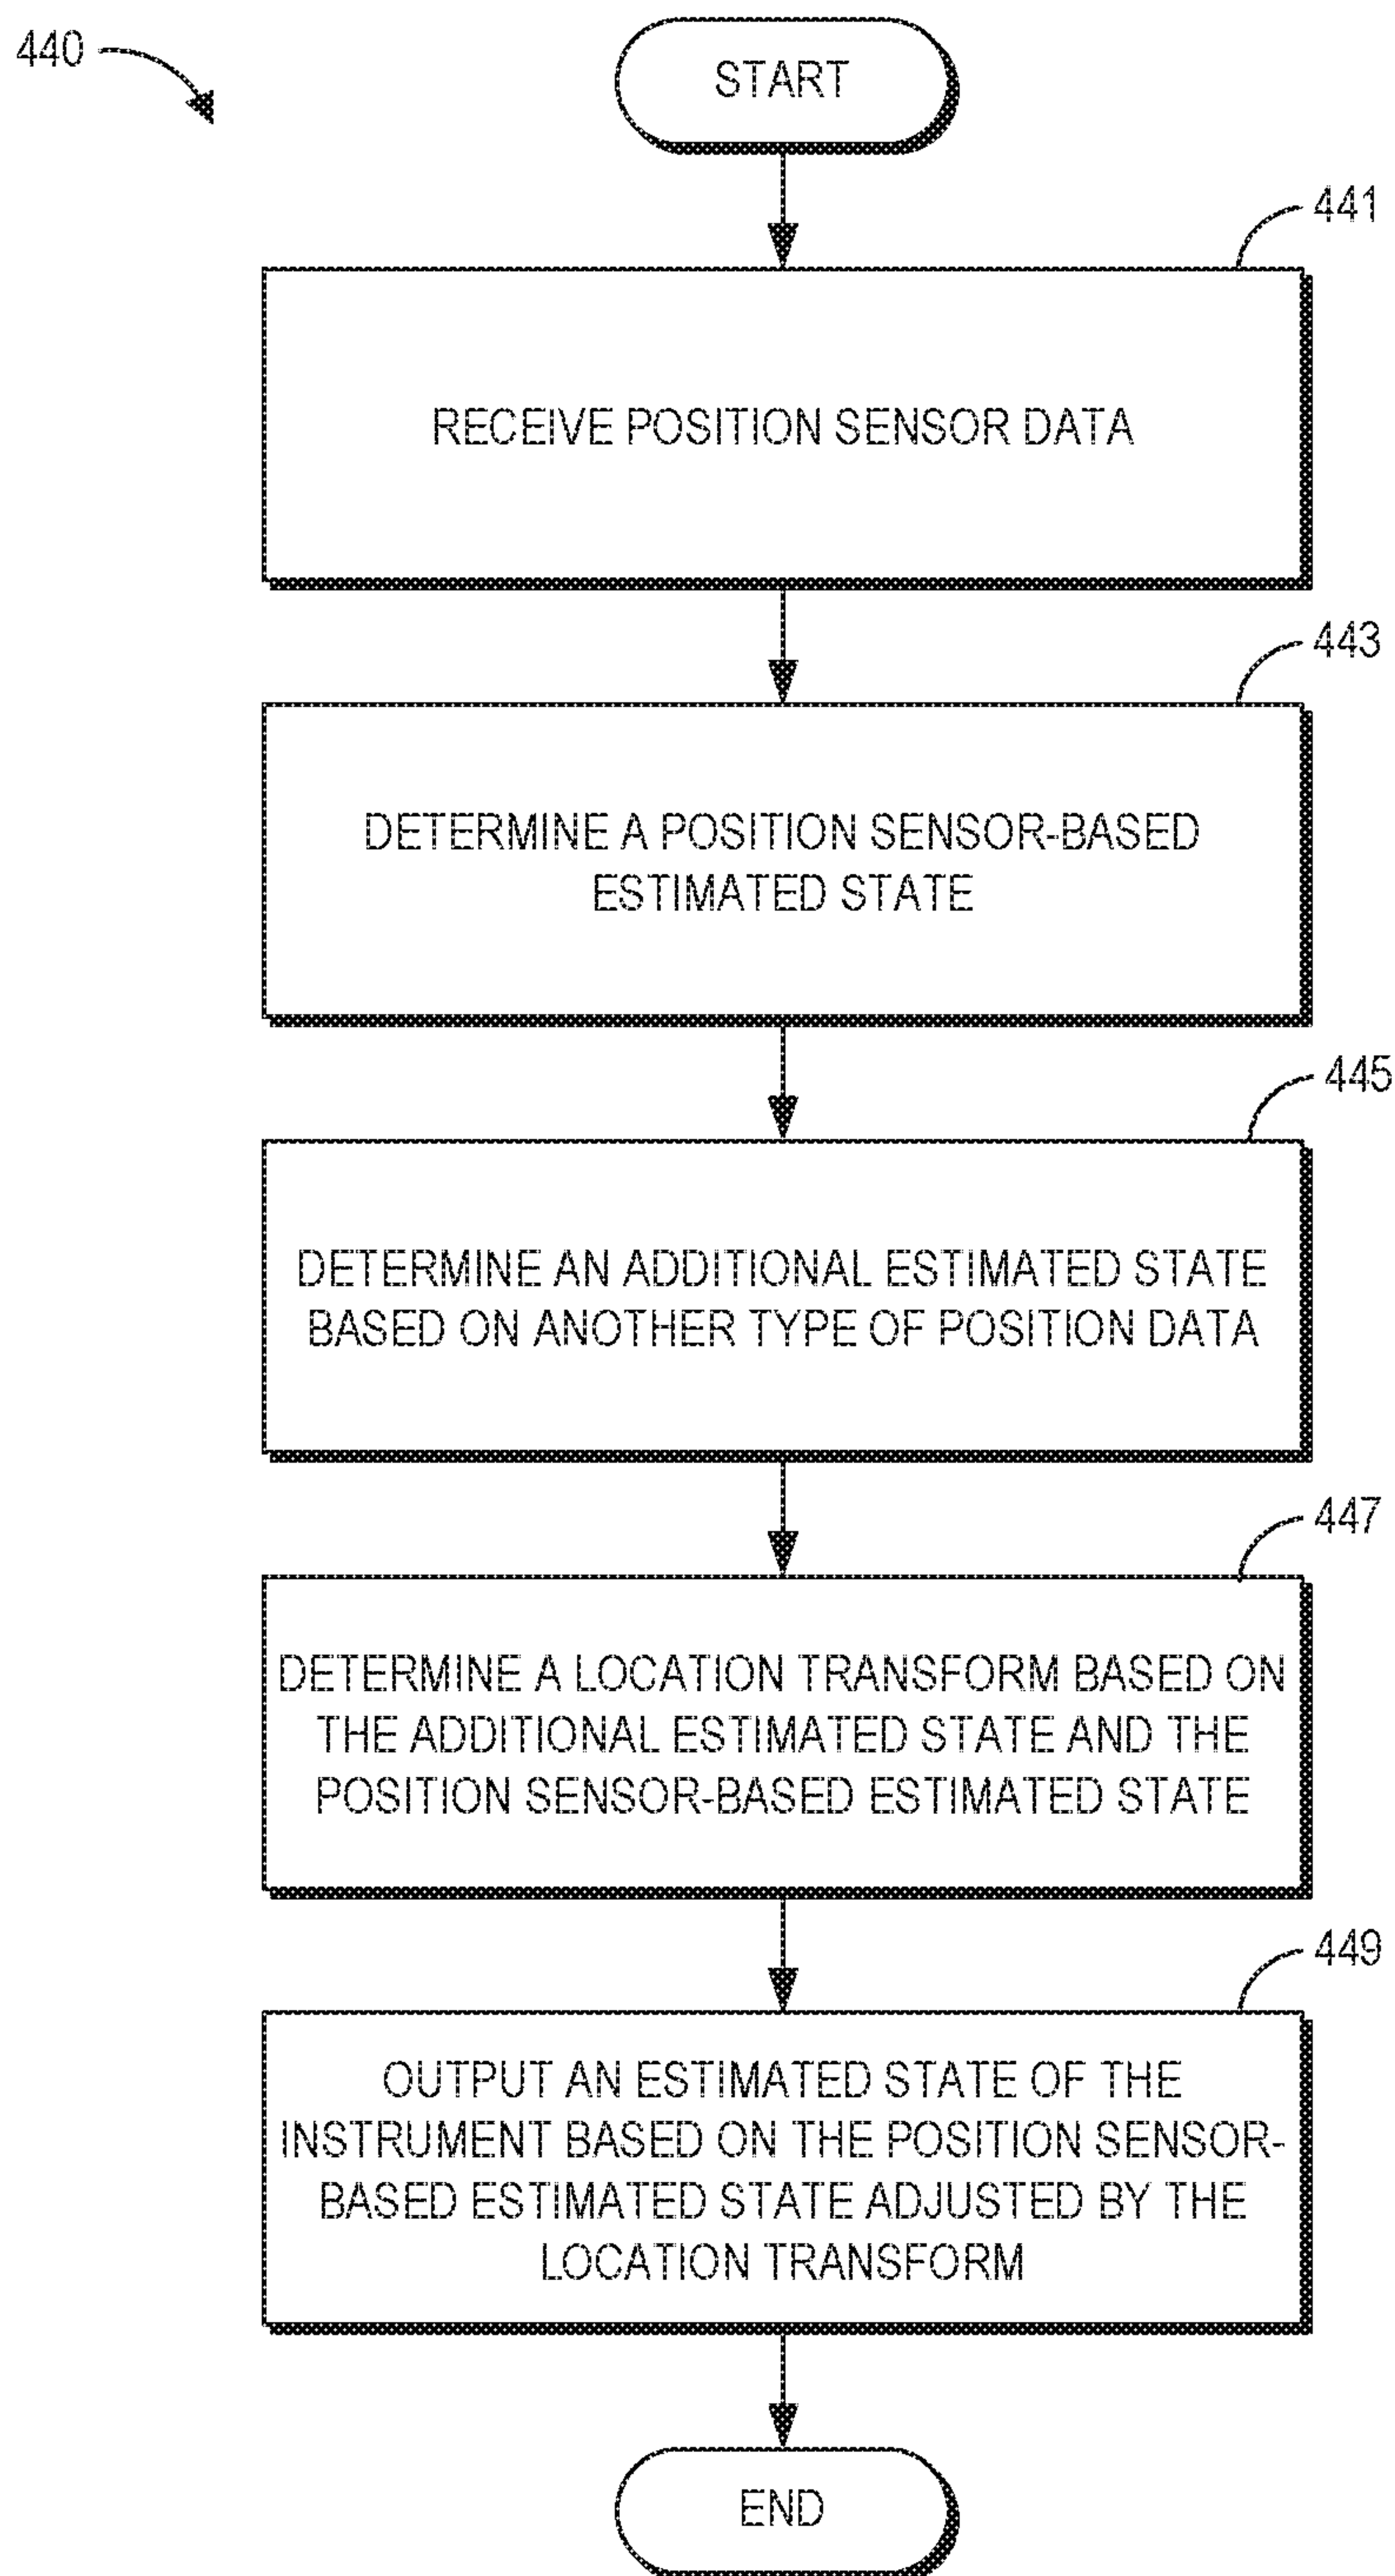 440
START
441
RECEIVE POSITION SENSOR DATA
443
DETERMINE A POSITION SENSOR-BASED
ESTIMATED STATE
445
DETERMINE AN ADDITIONAL ESTIMATED STATE
BASED ON ANOTHER TYPE OF POSITION DATA
447
DETERMINE A LOCATION TRANSFORM BASED ON
THE ADDITIONAL ESTIMATED STATE AND THE
POSITION SENSOR-BASED ESTIMATED STATE
449
OUTPUT AN ESTIMATED STATE OF THE
INSTRUMENT BASED ON THE POSITION SENSOR-
BASED ESTIMATED STATE ADJUSTED BY THE
LOCATION TRANSFORM
END